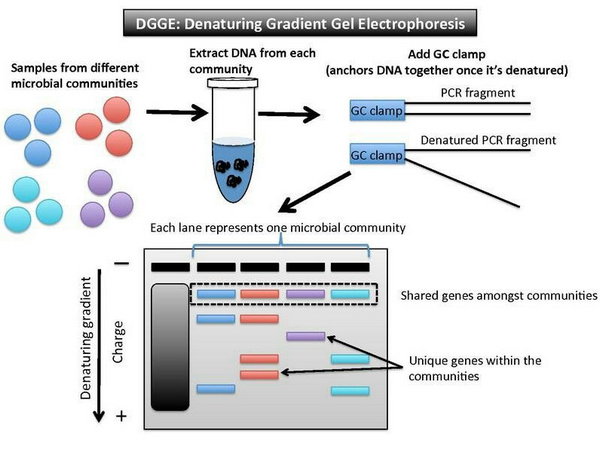 DGGE: Denaturing Gradient Gel Electrophoresis
Samples from different
microbial communities
Extract DNA from each
community
Add GC clamp
(anchors DNA together once it's denatured)
PCR fragment
GC clamp
Denatured PCR fragment
GC clamp
Each lane represents one microbial community
–
Denaturing gradient
Charge
+
Shared genes amongst communities
Unique genes within the
communities